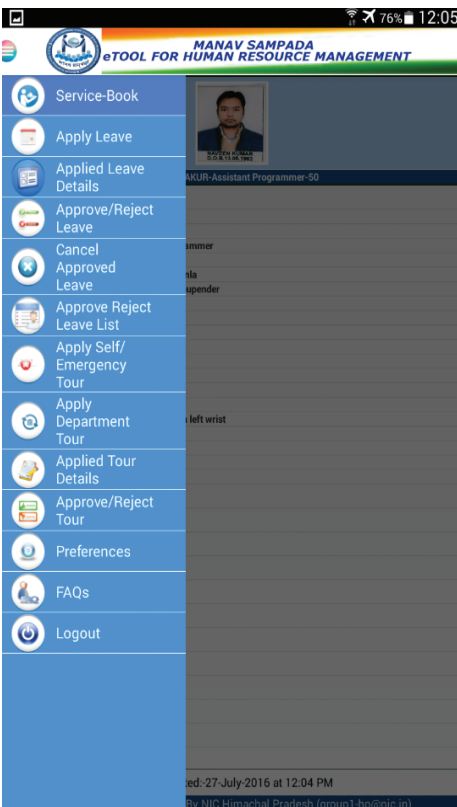 76% 12:05
MANAV SAMPADA
eTOOL FOR HUMAN RESOURCE MANAGEMENT
Service-Book
NAVEEN KUMAR
Apply Leave
AKUR-Assistant Programmer-50
Applied Leave
Details
Approve/Reject
Leave
ammer
Cancel
Approved
Leave
nla
upender
Approve Reject
Leave List
Apply Self/
Emergency
Tour
Apply
Department
Tour
left wrist
Applied Tour
Details
Approve/Reject
Tour
Preferences
FAQs
Logout
ted:-27-July-2016 at 12:04 PM
By NIC Himachal Pradesh (group1-hp@nic.in)